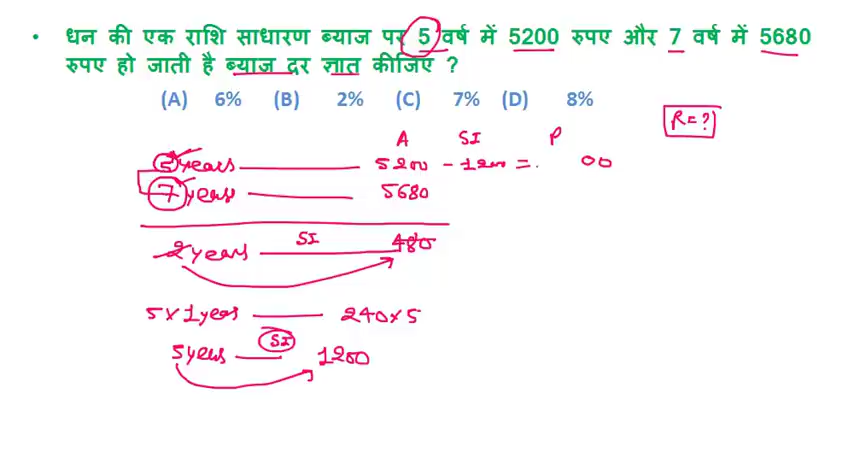 • धन की एक राशि साधारण ब्याज पर 5 वर्ष में 5200 रुपए और 7 वर्ष में 5680
रुपए हो जाती है ब्याज दर ज्ञात कीजिए ?
(A) 6% (B) 2% (C) 7% (D) 8%
R=?
A SI P
5 years 5200 - 1200 = 00
7 years 5680
2 years SI 480
5 x 1 year 240 x 5
5 years SI 1200